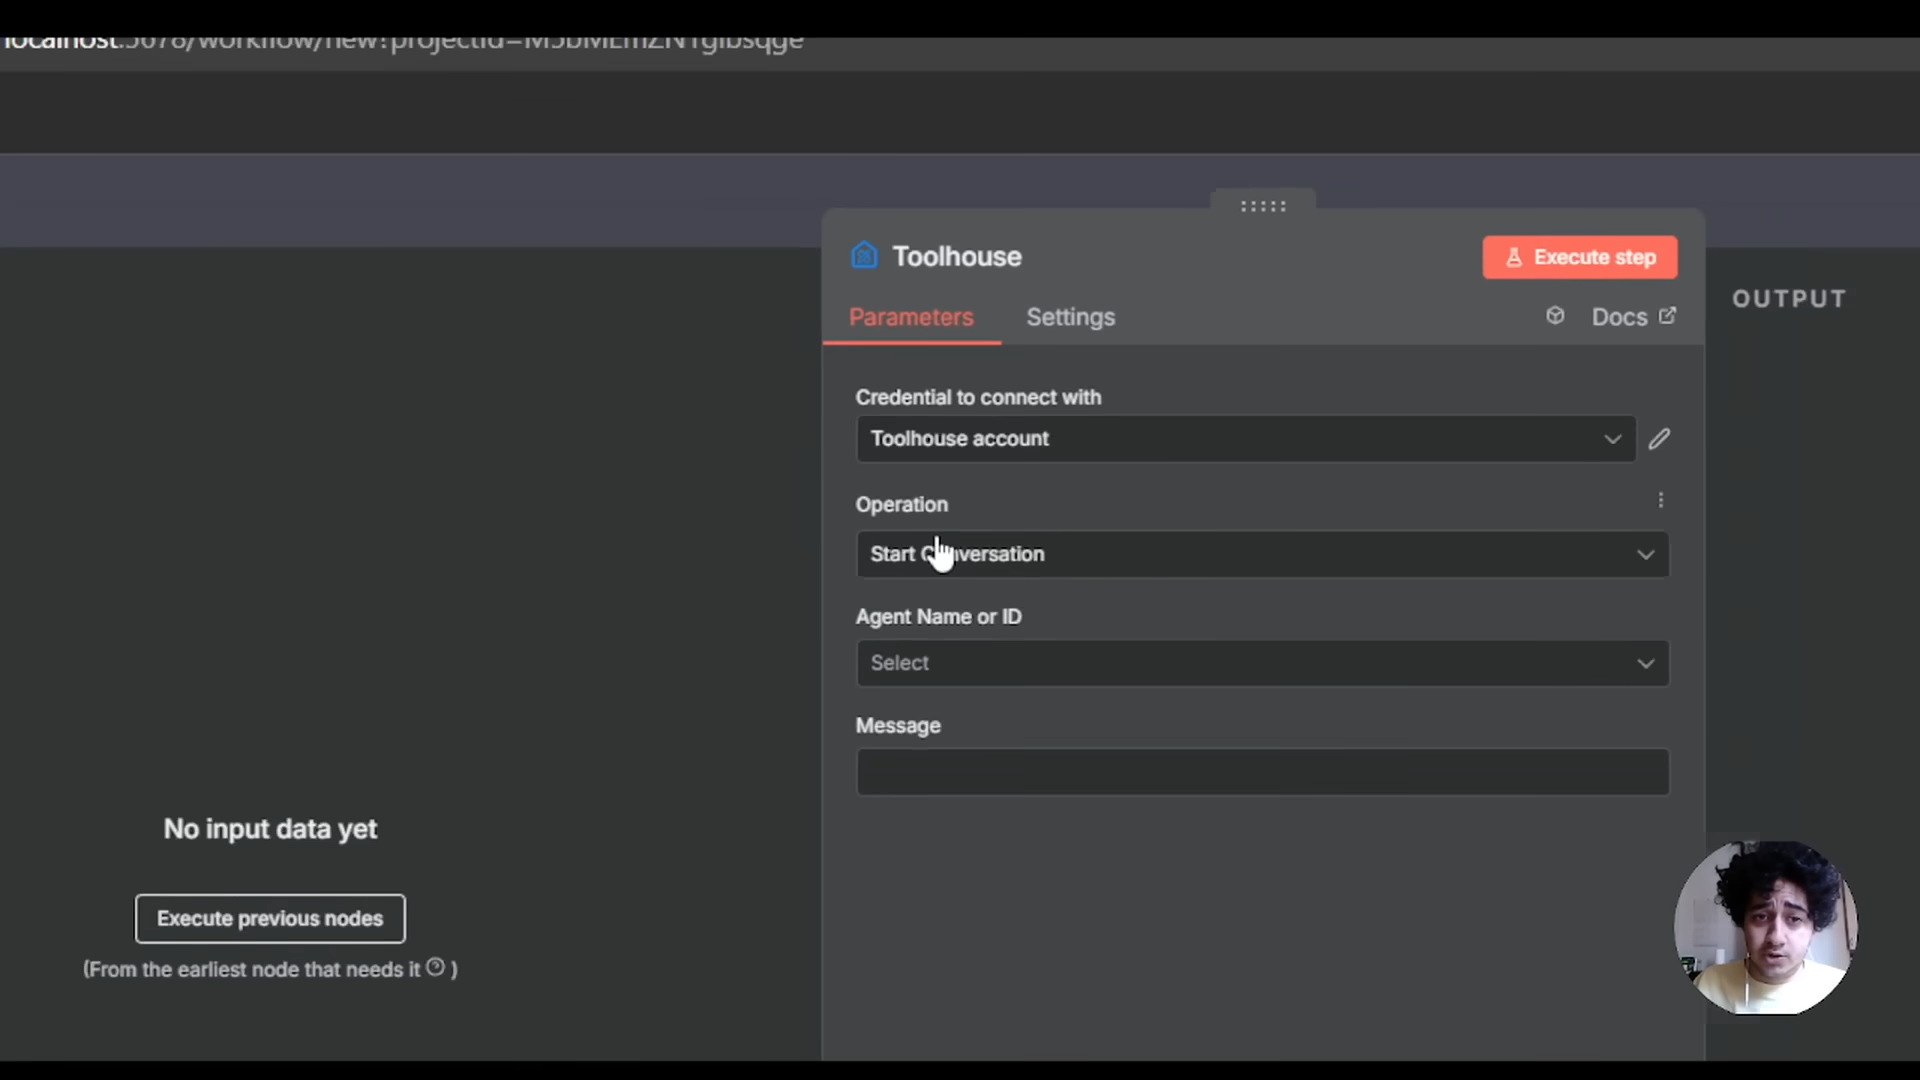 Toolhouse
Execute step
OUTPUT
Parameters
Settings
Docs
Credential to connect with
Toolhouse account
Operation
Start Conversation
Agent Name or ID
Select
Message
No input data yet
Execute previous nodes
(From the earliest node that needs it ? )